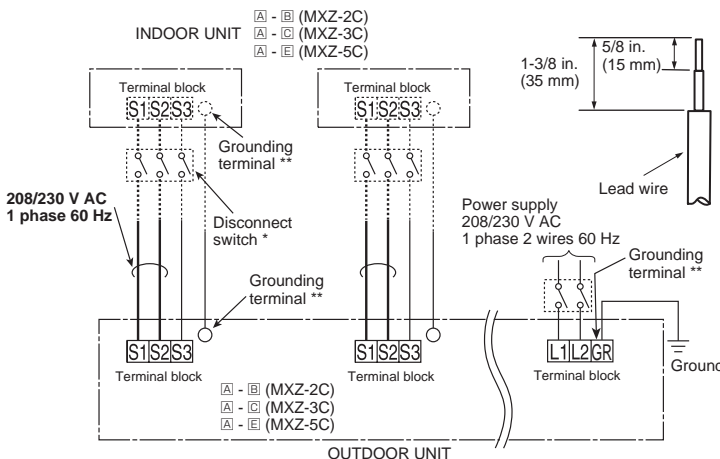 INDOOR UNIT
A - B (MXZ-2C)
A - C (MXZ-3C)
A - E (MXZ-5C)
5/8 in.
(15 mm)
1-3/8 in.
(35 mm)
Lead wire
Terminal block
S1 S2 S3
Terminal block
S1 S2 S3
Grounding
terminal **
208/230 V AC
1 phase 60 Hz
Disconnect
switch *
Grounding
terminal **
Power supply
208/230 V AC
1 phase 2 wires 60 Hz
Grounding
terminal **
S1 S2 S3
Terminal block
S1 S2 S3
Terminal block
L1 L2 GR
Terminal block
Ground
A - B (MXZ-2C)
A - C (MXZ-3C)
A - E (MXZ-5C)
OUTDOOR UNIT